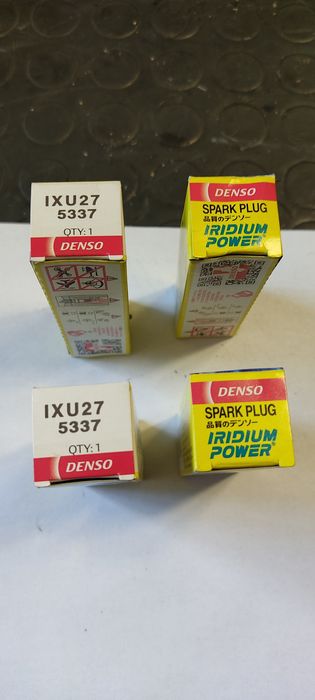 IXU27
5337
QTY: 1
DENSO
DENSO
SPARK PLUG
品質のデンソー
IRIDIUM
POWER
IXU27
5337
QTY: 1
DENSO
DENSO
SPARK PLUG
品質のデンソー
IRIDIUM
POWER